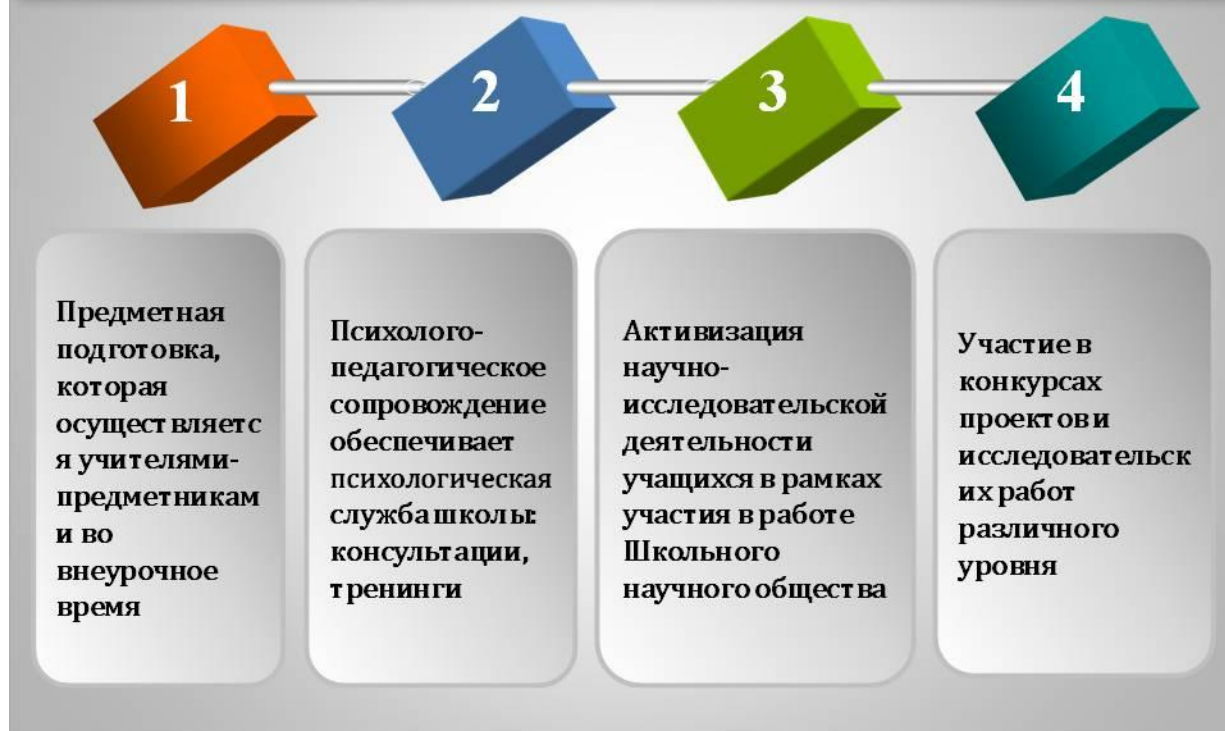 1
2
3
4
Предметная
подготовка,
которая
осуществляетс
я учителями-
предметникам
и во
внеурочное
время
Психолого-
педагогическое
сопровождение
обеспечивает
психологическая
служба школы:
консультации,
тренинги
Активизация
научно-
исследовательской
деятельности
учащихся в рамках
участия в работе
Школьного
научного общества
Участие в
конкурсах
проектов и
исследовательск
их работ
различного
уровня